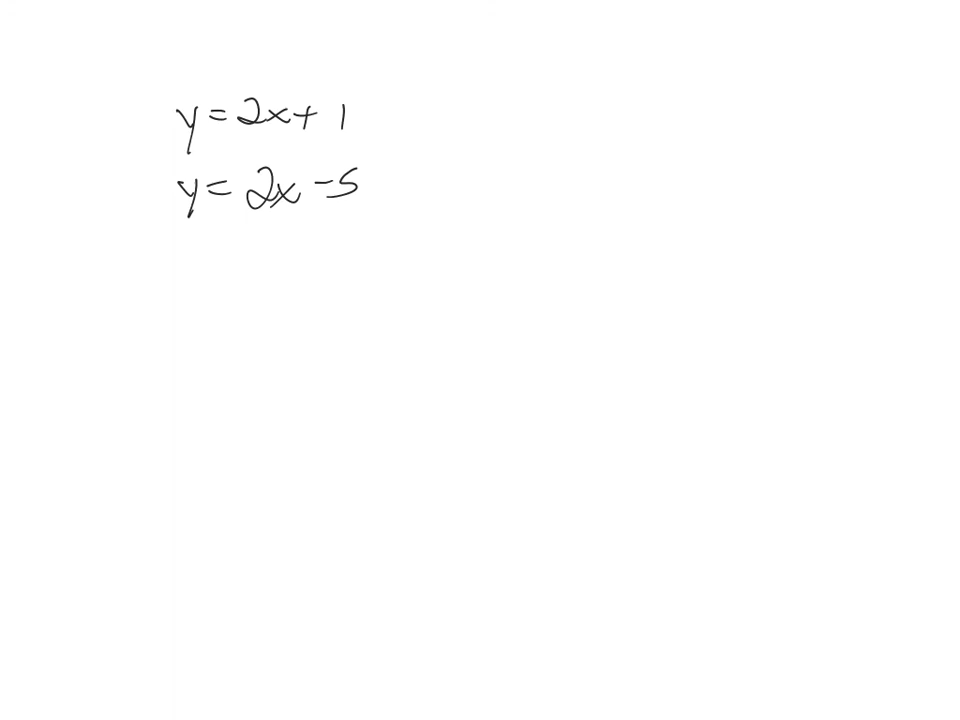 y = 2x + 1
y = 2x - 5